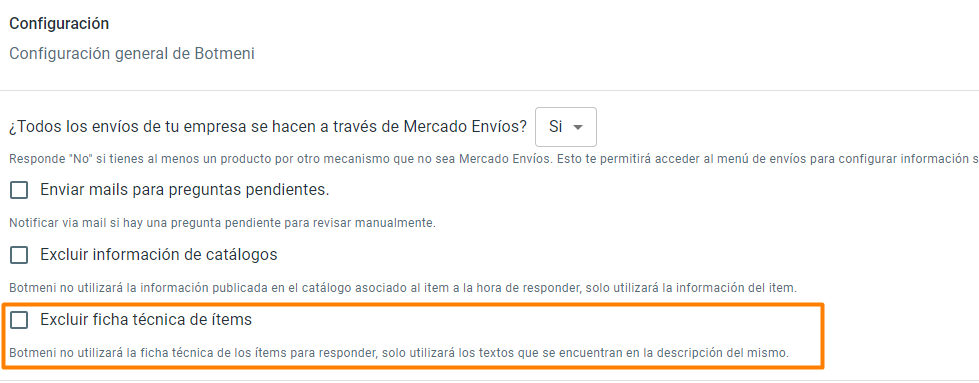 Configuración
Configuración general de Botmeni
¿Todos los envíos de tu empresa se hacen a través de Mercado Envíos? Si
Responde "No" si tienes al menos un producto por otro mecanismo que no sea Mercado Envíos. Esto te permitirá acceder al menú de envíos para configurar información s
Enviar mails para preguntas pendientes.
Notificar via mail si hay una pregunta pendiente para revisar manualmente.
Excluir información de catálogos
Botmeni no utilizará la información publicada en el catálogo asociado al item a la hora de responder, solo utilizará la información del item.
Excluir ficha técnica de ítems
Botmeni no utilizará la ficha técnica de los ítems para responder, solo utilizará los textos que se encuentran en la descripción del mismo.